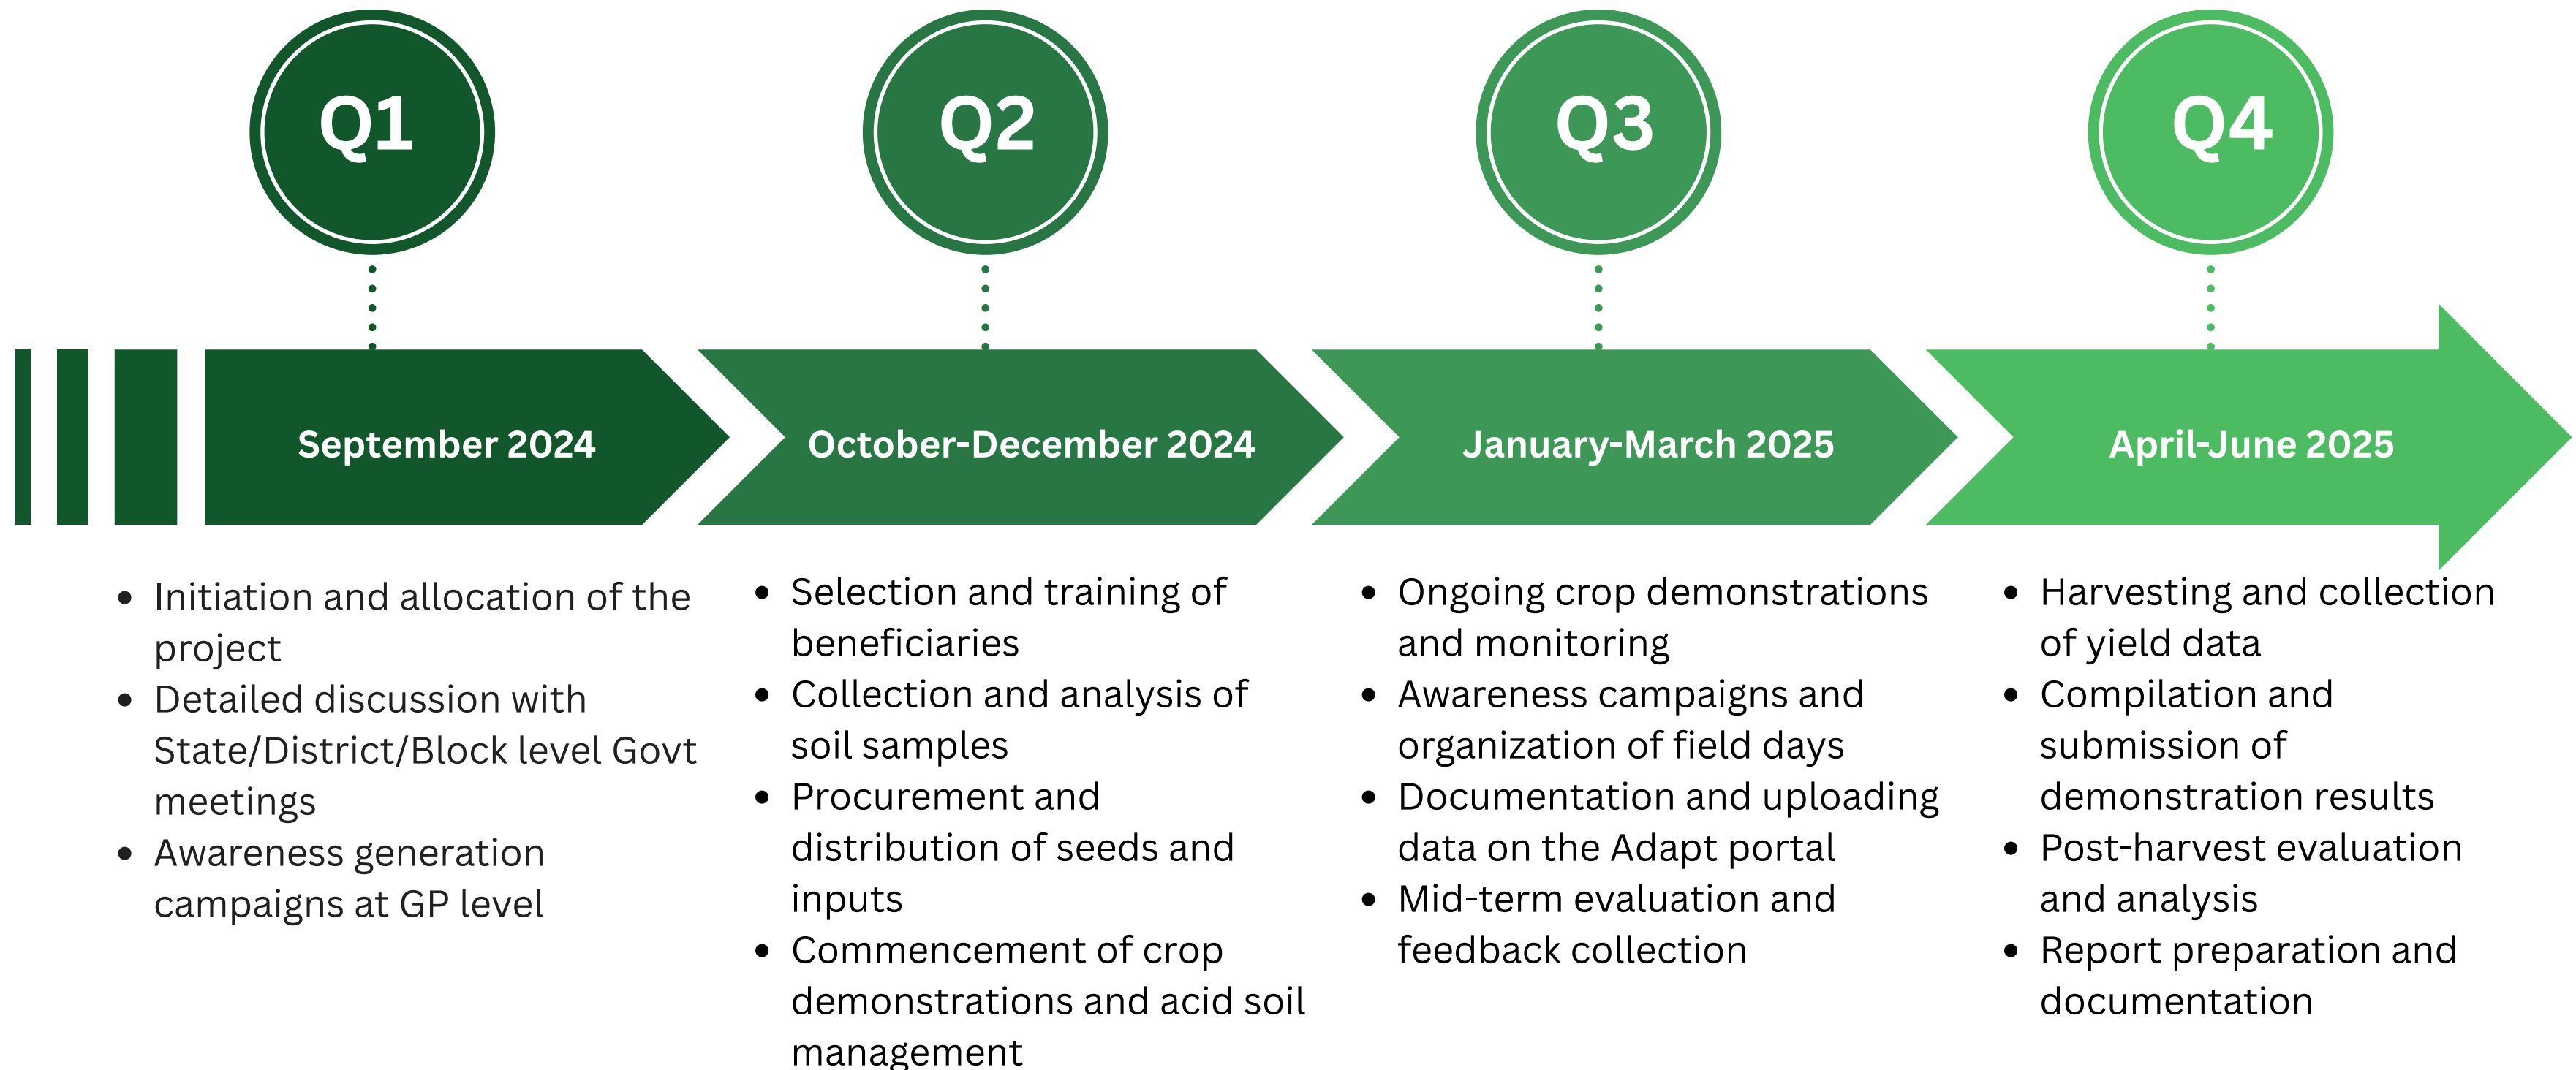 Q1
Q2
Q3
Q4
September 2024
October-December 2024
January-March 2025
April-June 2025
Initiation and allocation of the
project
Detailed discussion with
State/District/Block level Govt
meetings
Awareness generation
campaigns at GP level
Selection and training of
beneficiaries
Collection and analysis of
soil samples
Procurement and
distribution of seeds and
inputs
Commencement of crop
demonstrations and acid soil
management
Ongoing crop demonstrations
and monitoring
Awareness campaigns and
organization of field days
Documentation and uploading
data on the Adapt portal
Mid-term evaluation and
feedback collection
Harvesting and collection
of yield data
Compilation and
submission of
demonstration results
Post-harvest evaluation
and analysis
Report preparation and
documentation